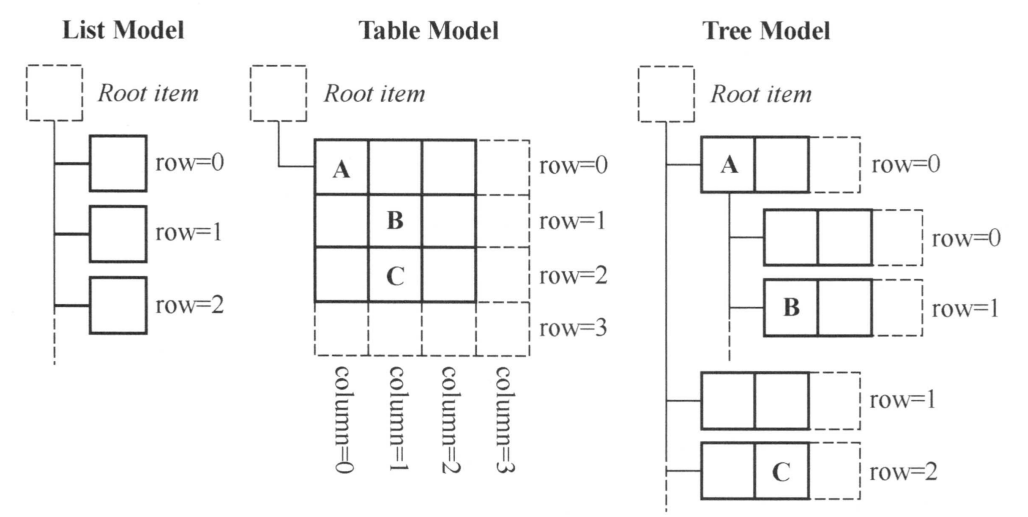 List Model
Root item
row=0
row=1
row=2
Table Model
Root item
A
row=0
B
row=1
C
row=2
row=3
column=0
column=1
column=2
column=3
Tree Model
Root item
A
row=0
row=0
B
row=1
row=1
C
row=2